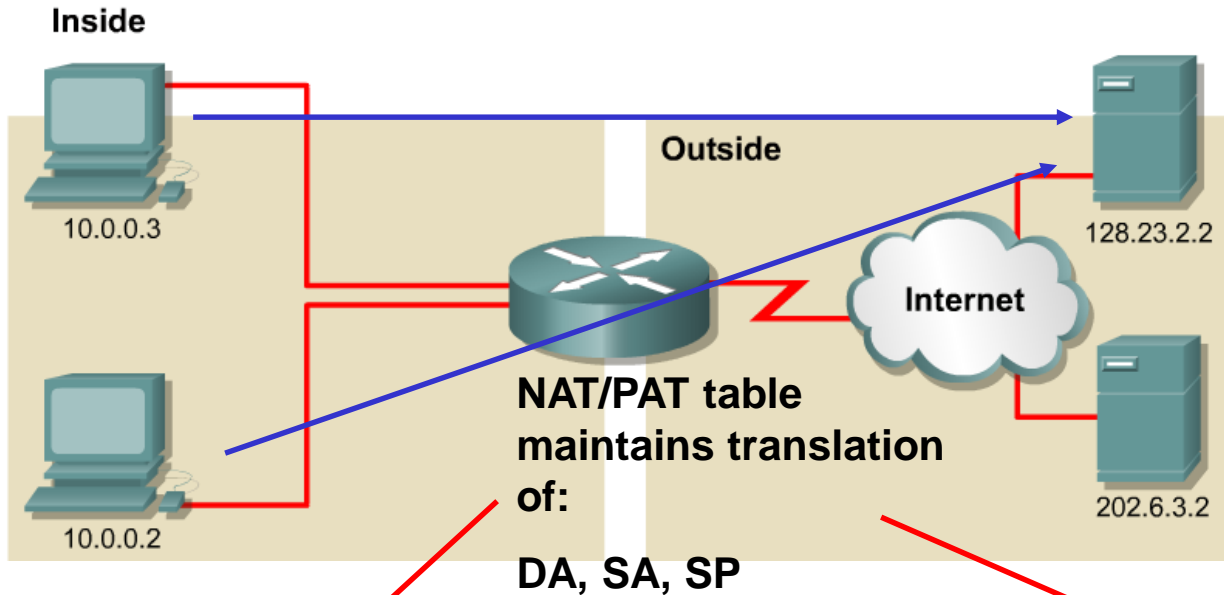 Inside
10.0.0.3
10.0.0.2
Outside
128.23.2.2
Internet
202.6.3.2
NAT/PAT table
maintains translation
of:
DA, SA, SP